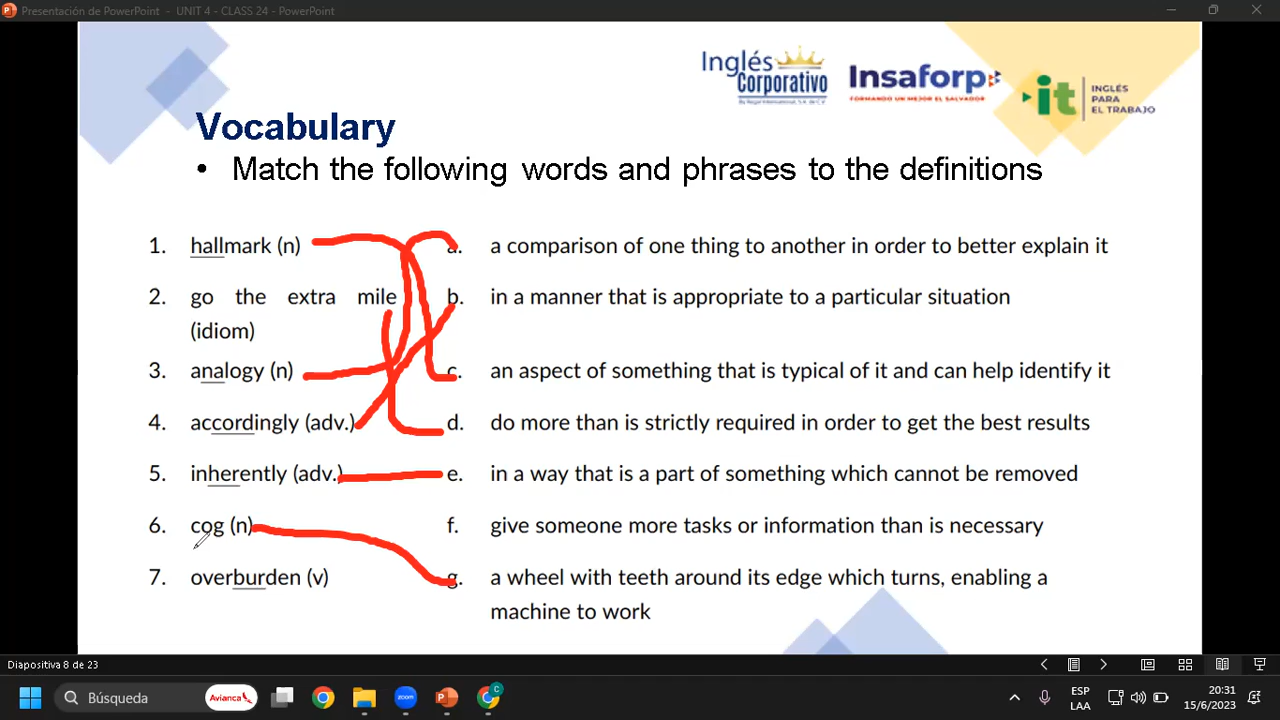 Presentación de PowerPoint - UNIT 4 - CLASS 24 - PowerPoint
Inglés Corporativo
By Regal International, S.A. de C.V.
Insaforp
FORMANDO UN MEJOR EL SALVADOR
it
INGLÉS
PARA
EL TRABAJO
Vocabulary
• Match the following words and phrases to the definitions
1. hallmark (n) a. a comparison of one thing to another in order to better explain it
2. go the extra mile b. in a manner that is appropriate to a particular situation
(idiom)
3. analogy (n) c. an aspect of something that is typical of it and can help identify it
4. accordingly (adv.) d. do more than is strictly required in order to get the best results
5. inherently (adv.) e. in a way that is a part of something which cannot be removed
6. cog (n) f. give someone more tasks or information than is necessary
7. overburden (v) g. a wheel with teeth around its edge which turns, enabling a
machine to work
Diapositiva 8 de 23
Búsqueda
Avianca
zoom
C
ESP
LAA
20:31
15/6/2023